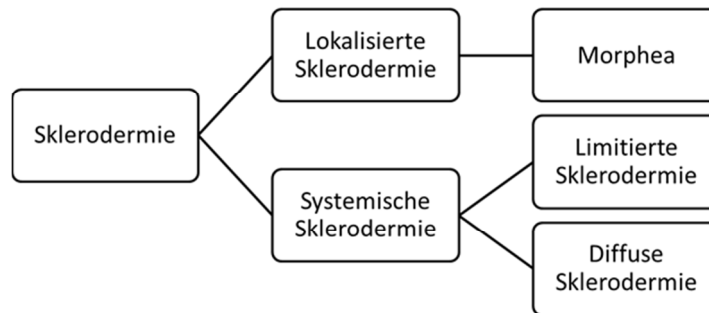 Sklerodermie
Lokalisierte
Sklerodermie
Morphea
Systemische
Sklerodermie
Limitierte
Sklerodermie
Diffuse
Sklerodermie